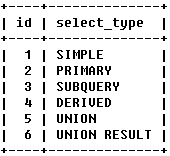 +----+--------------+
| id | select_type  |
+----+--------------+
|  1 | SIMPLE       |
|  2 | PRIMARY      |
|  3 | SUBQUERY     |
|  4 | DERIVED      |
|  5 | UNION        |
|  6 | UNION RESULT |
+----+--------------+